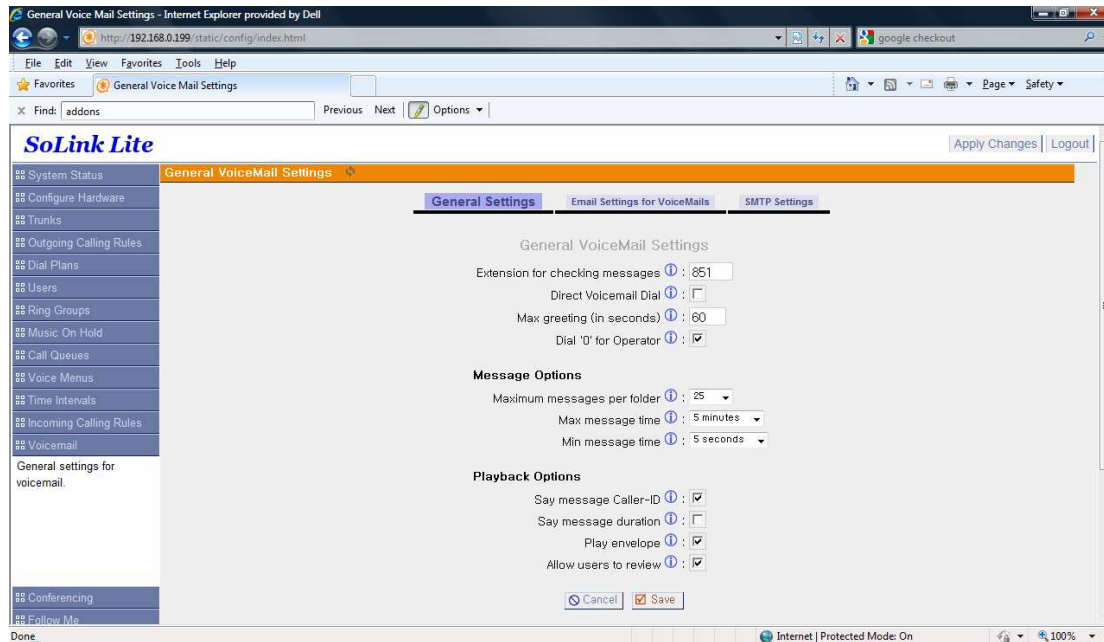 General Voice Mail Settings - Internet Explorer provided by Dell
http://192.168.0.199/static/config/index.html
google checkout
File Edit View Favorites Tools Help
Favorites
General Voice Mail Settings
Page Safety
x Find: addons Previous Next Options
SoLink Lite
Apply Changes Logout
System Status
General VoiceMail Settings
Configure Hardware
Trunks
Outgoing Calling Rules
Dial Plans
Users
Ring Groups
Music On Hold
Call Queues
Voice Menus
Time Intervals
Incoming Calling Rules
Voicemail
General settings for
voicemail.
Conferencing
Follow Me
General Settings Email Settings for VoiceMails SMTP Settings
General VoiceMail Settings
Extension for checking messages : 851
Direct Voicemail Dial :
Max greeting (in seconds) : 60
Dial '0' for Operator :
Message Options
Maximum messages per folder : 25
Max message time : 5 minutes
Min message time : 5 seconds
Playback Options
Say message Caller-ID :
Say message duration :
Play envelope :
Allow users to review :
Cancel Save
Done
Internet | Protected Mode: On
100%